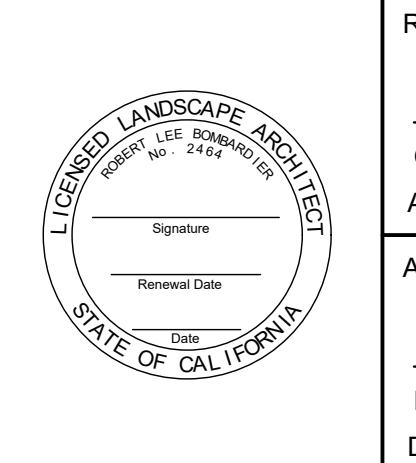 LICENSED LANDSCAPE ARCHITECT
ROBERT LEE BOMBARDIER
No. 2464
Signature
Renewal Date
Date
STATE OF CALIFORNIA
R
A
A